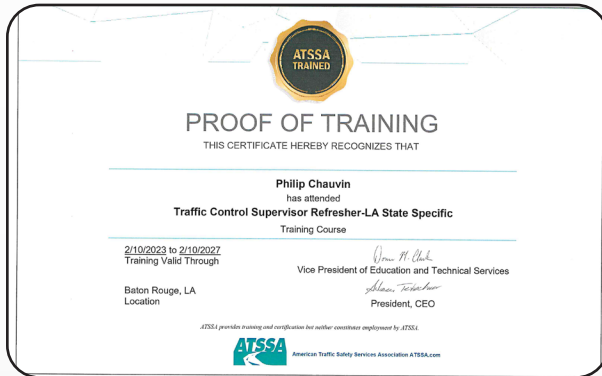 ATSSA
TRAINED
PROOF OF TRAINING
THIS CERTIFICATE HEREBY RECOGNIZES THAT
Philip Chauvin
has attended
Traffic Control Supervisor Refresher-LA State Specific
Training Course
2/10/2023 to 2/10/2027
Training Valid Through
Vice President of Education and Technical Services
Baton Rouge, LA
Location
President, CEO
ATSSA provides training and certification but neither constitutes employment by ATSSA.
ATSSA
American Traffic Safety Services Association ATSSA.com